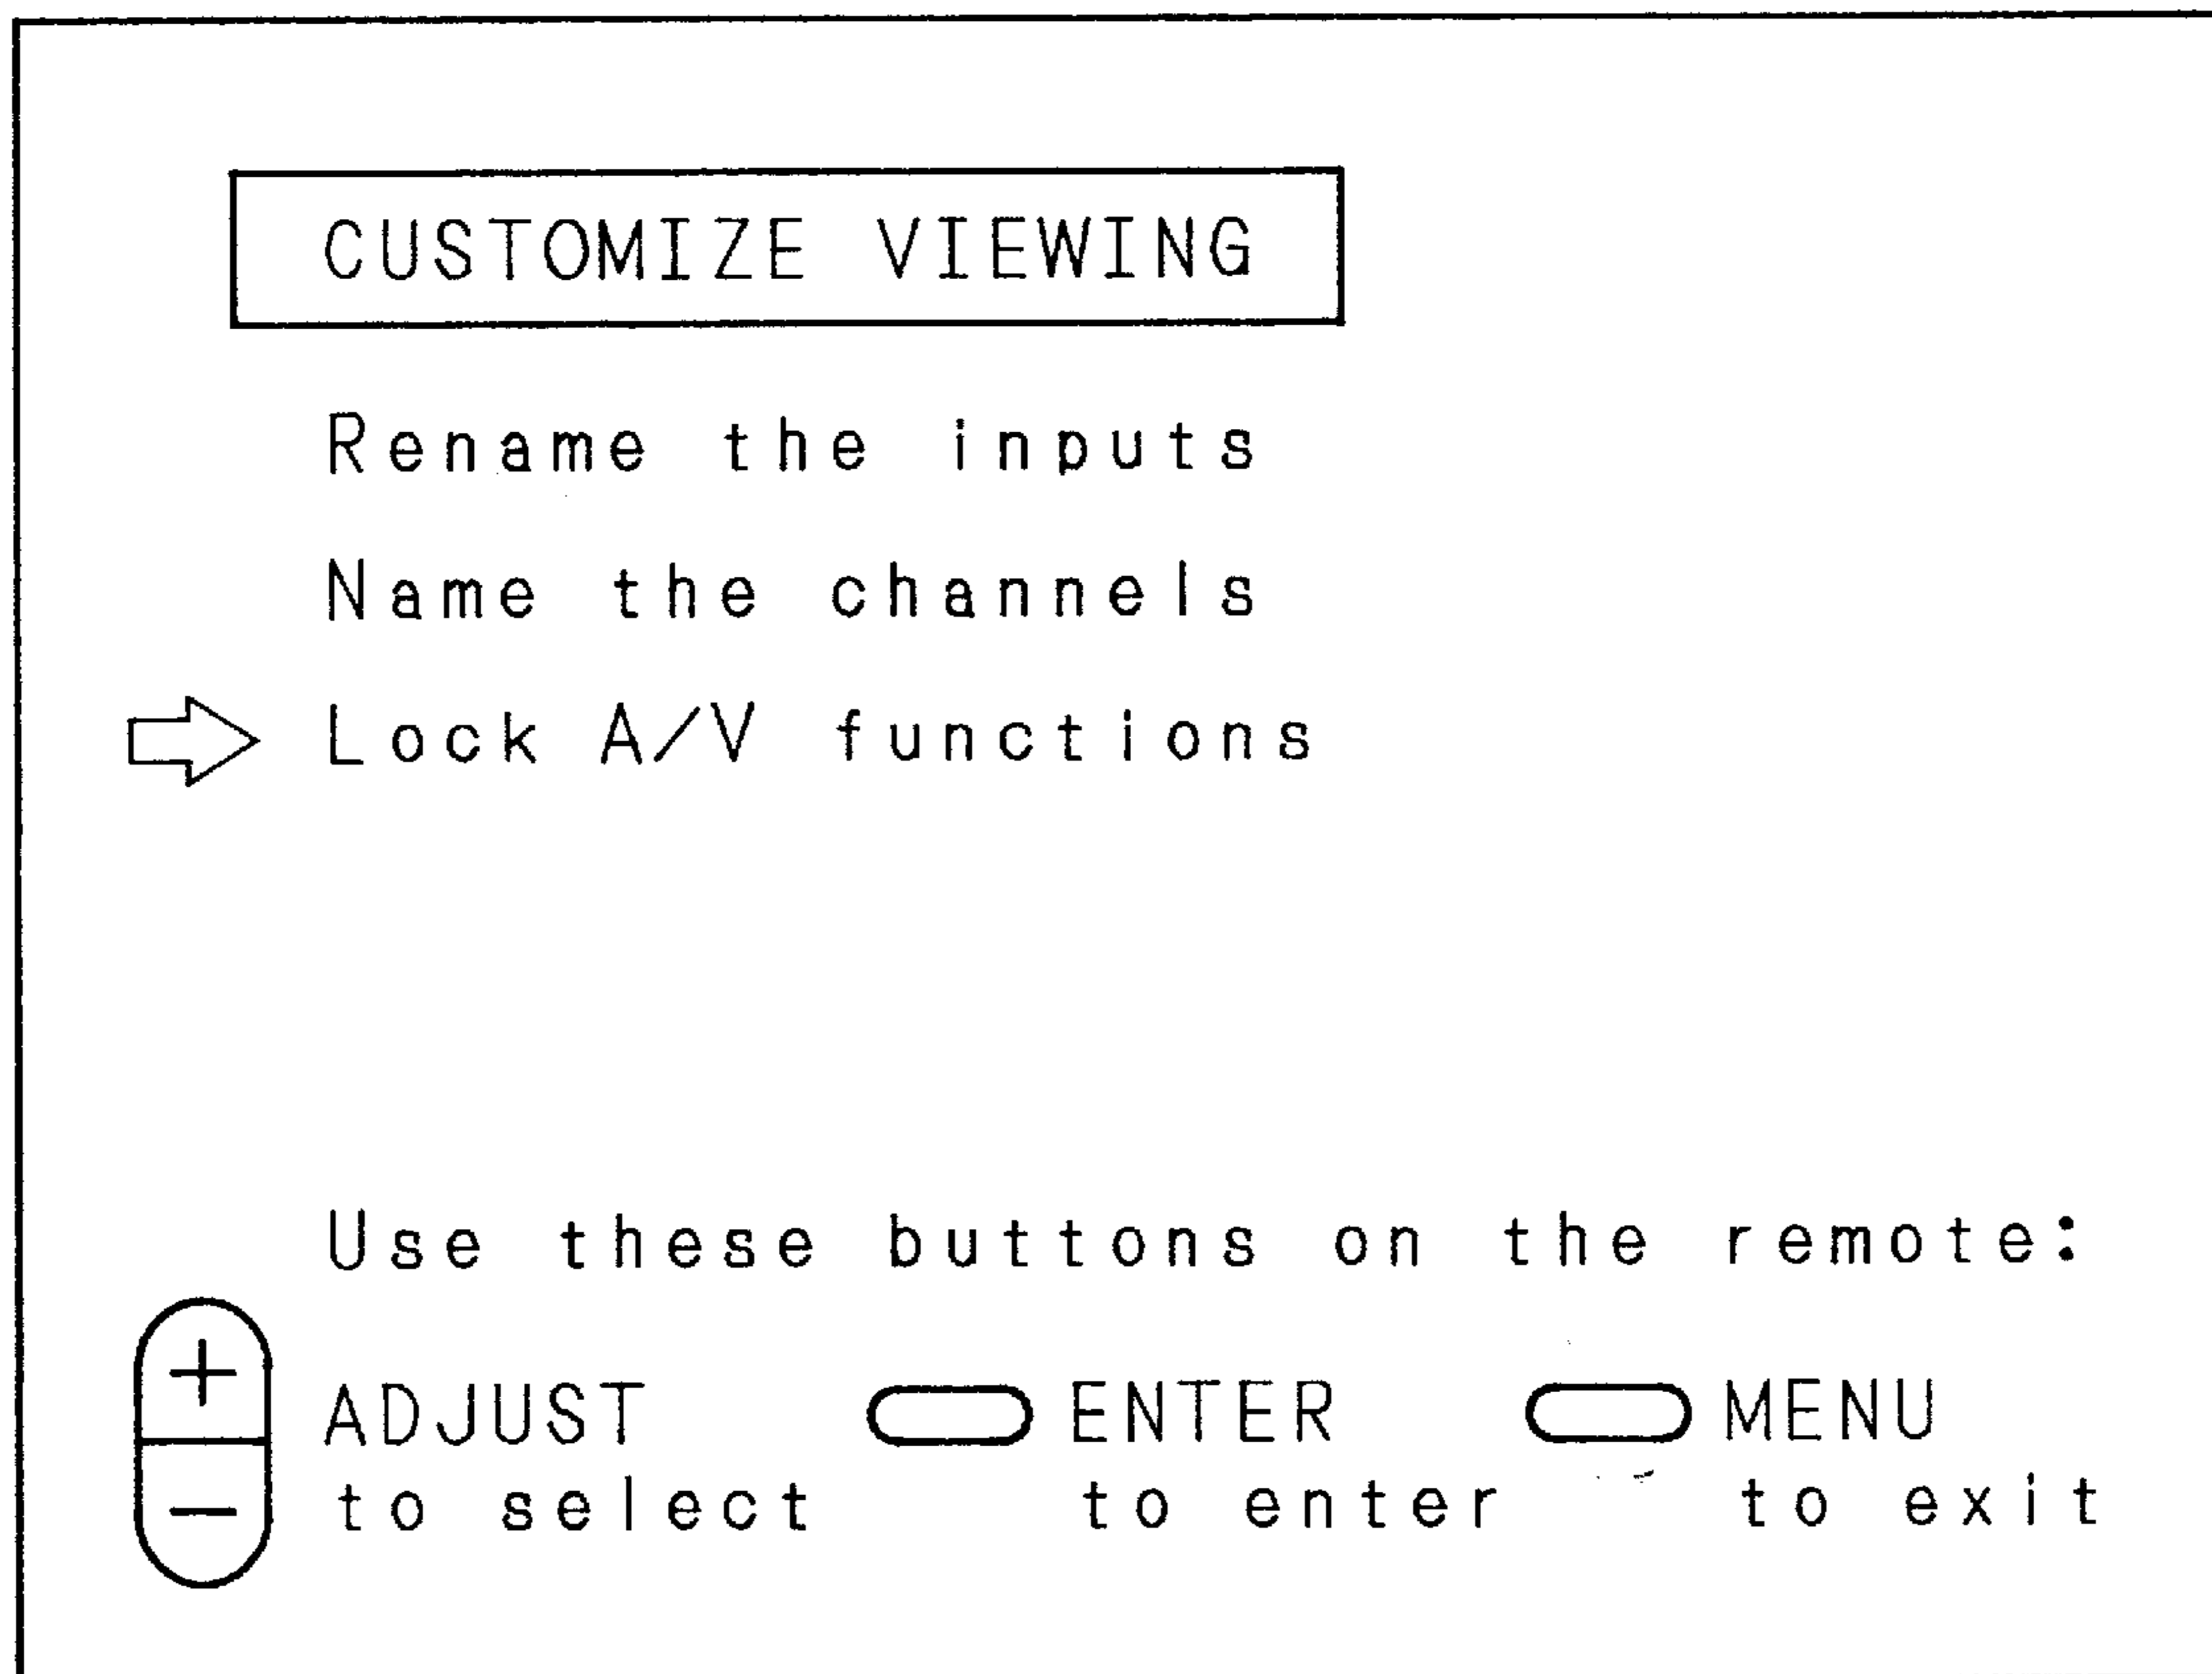 CUSTOMIZE VIEWING
Rename the inputs
Name the channels
Lock A/V functions
Use these buttons on the remote:
+ ADJUST ENTER MENU
- to select to enter to exit